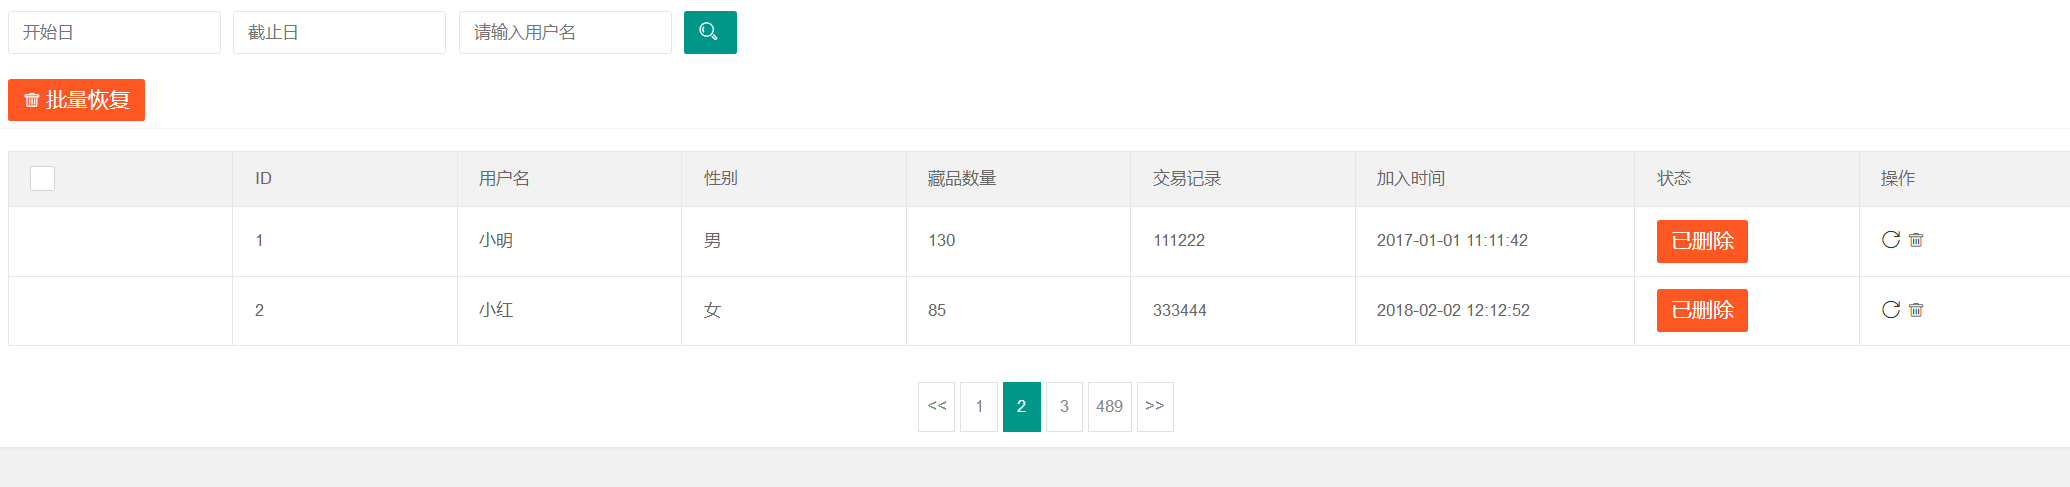 开始日 截止日 请输入用户名
批量恢复
ID 用户名 性别 藏品数量 交易记录 加入时间 状态 操作
1 小明 男 130 111222 2017-01-01 11:11:42 已删除
2 小红 女 85 333444 2018-02-02 12:12:52 已删除
<< 1 2 3 489 >>